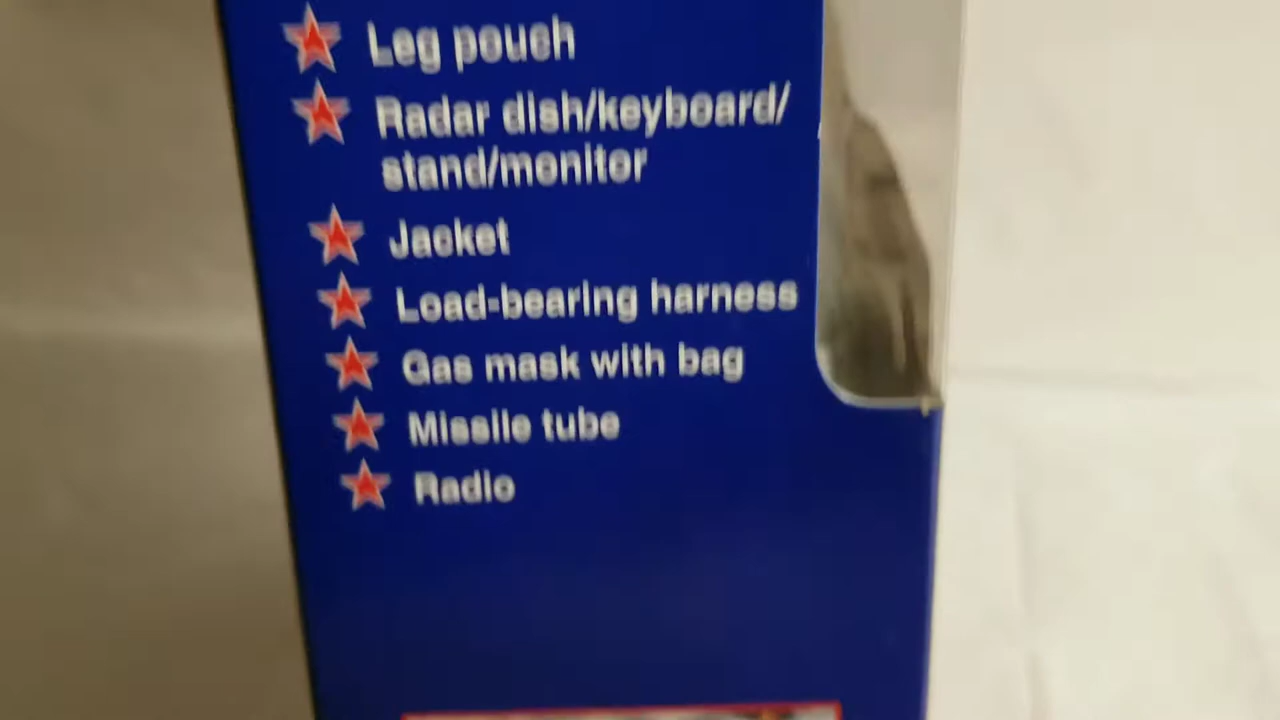 Leg pouch
Radar dish/keyboard/
stand/monitor
Jacket
Load-bearing harness
Gas mask with bag
Missile tube
Radio